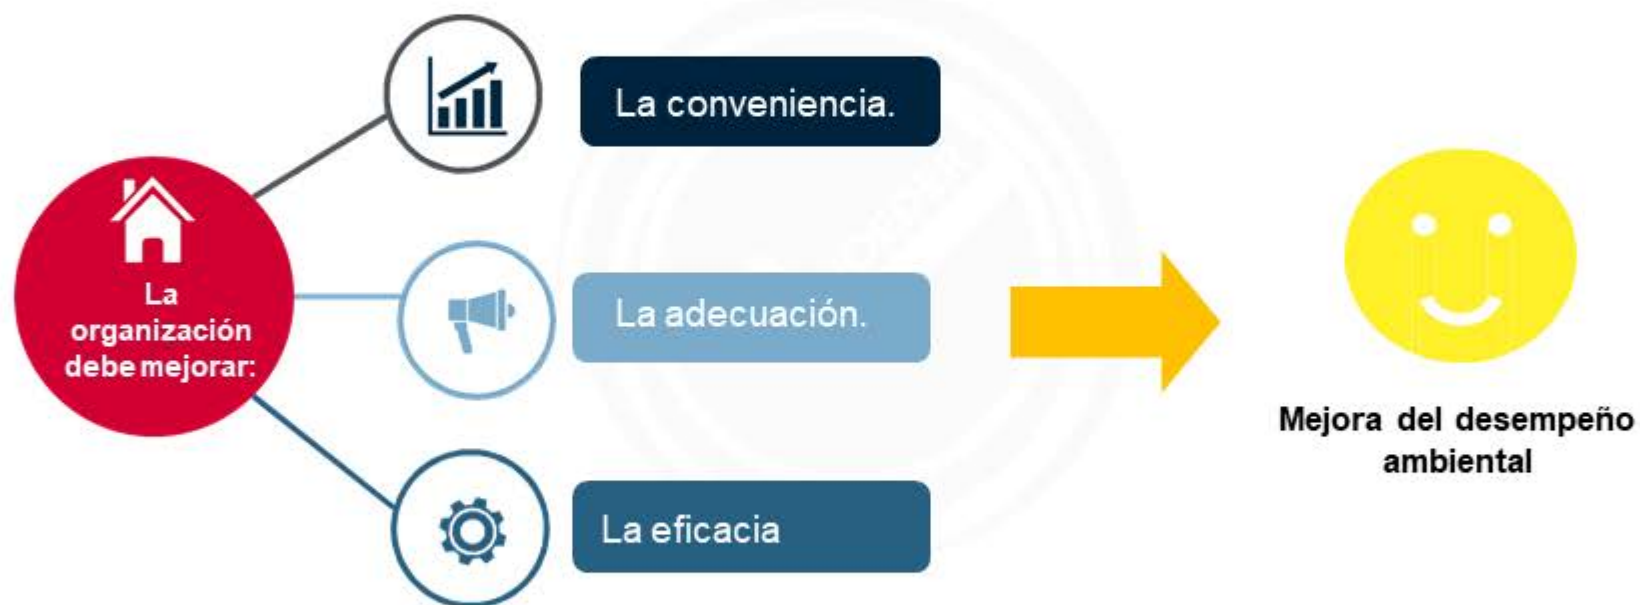 La
organización
debe mejorar:
La conveniencia.
La adecuación.
La eficacia
Mejora del desempeño
ambiental